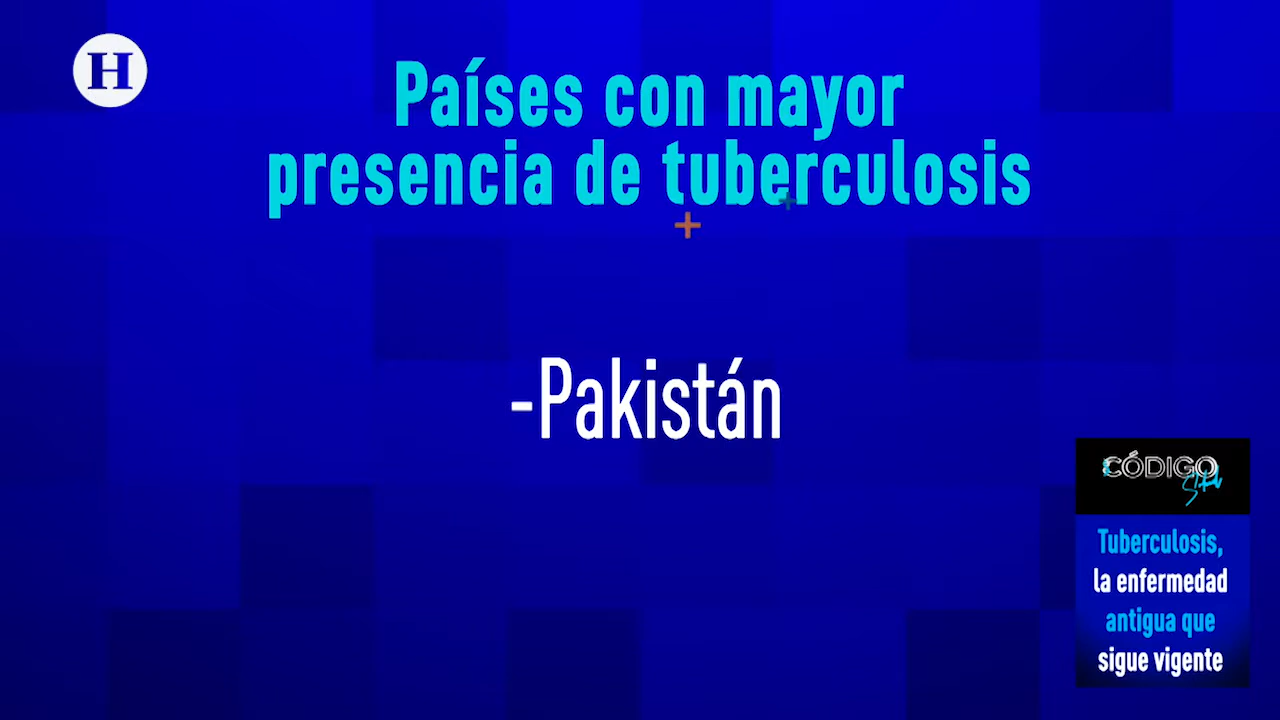 H
Países con mayor
presencia de tuberculosis
-Pakistán
CÓDIGO
Tuberculosis,
la enfermedad
antigua que
sigue vigente